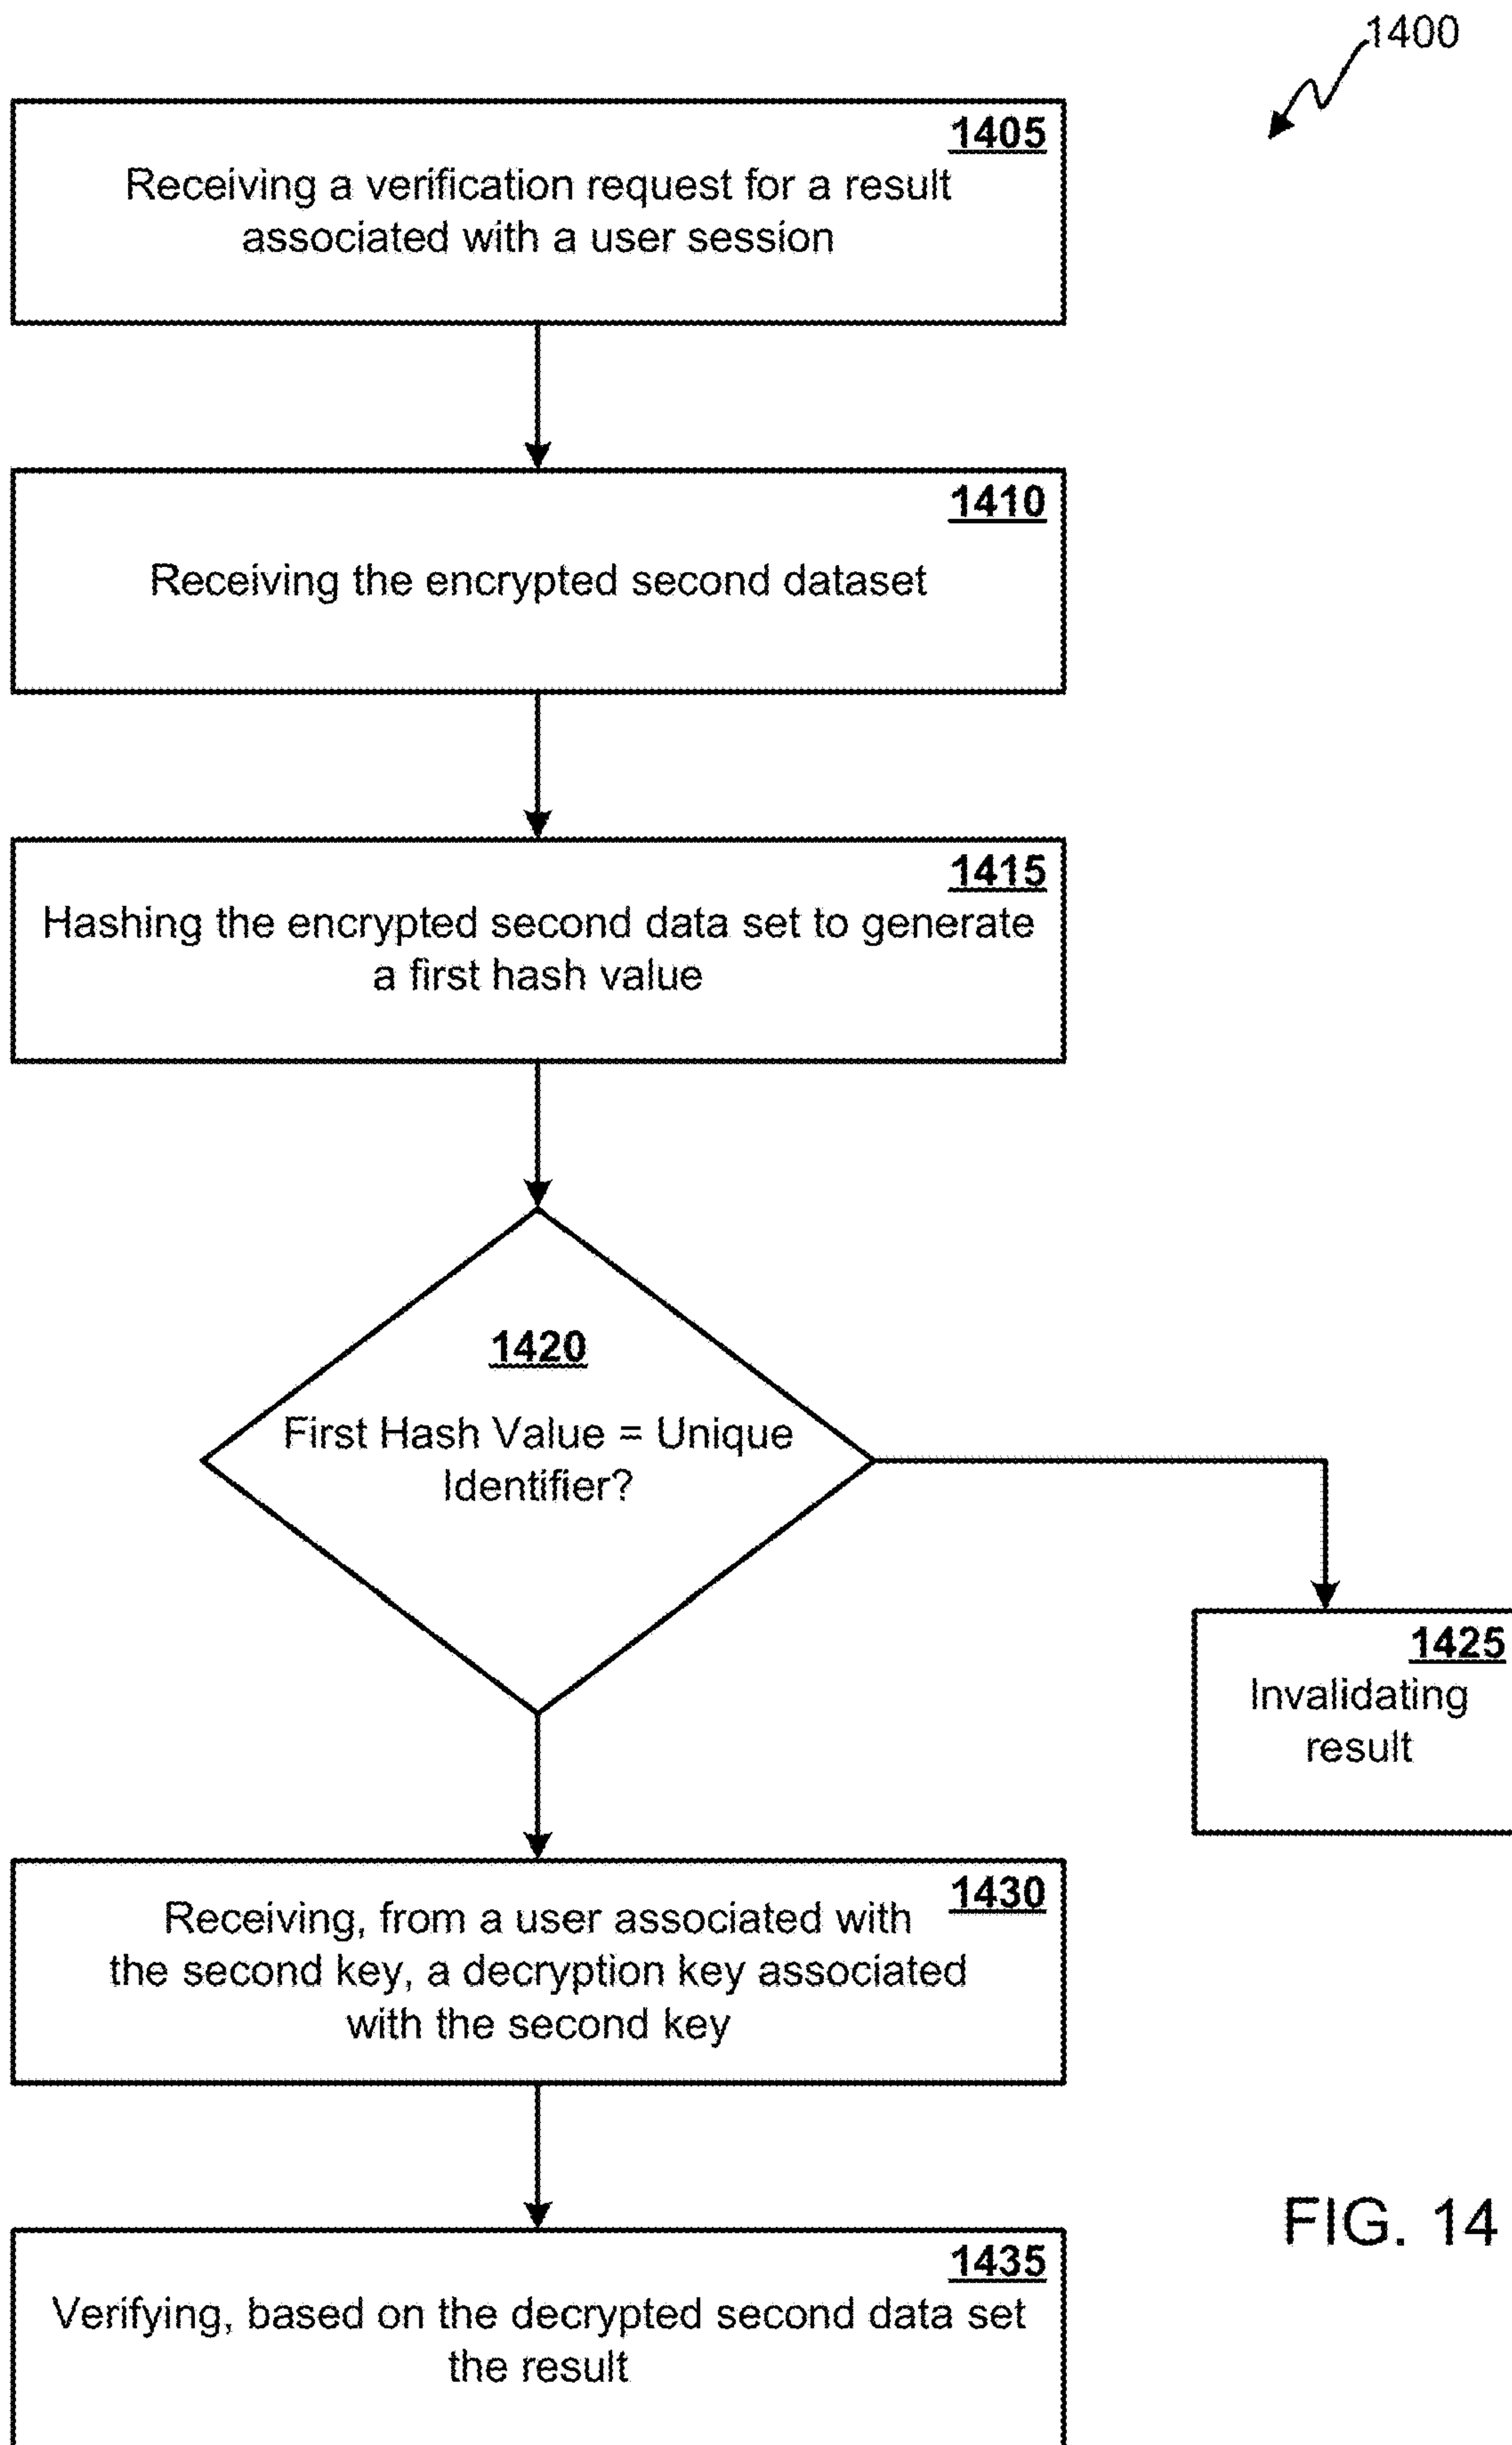 1400
1405
Receiving a verification request for a result
associated with a user session
1410
Receiving the encrypted second dataset
1415
Hashing the encrypted second data set to generate
a first hash value
1420
First Hash Value = Unique
Identifier?
1425
Invalidating
result
1430
Receiving, from a user associated with
the second key, a decryption key associated
with the second key
1435
Verifying, based on the decrypted second data set
the result
FIG. 14